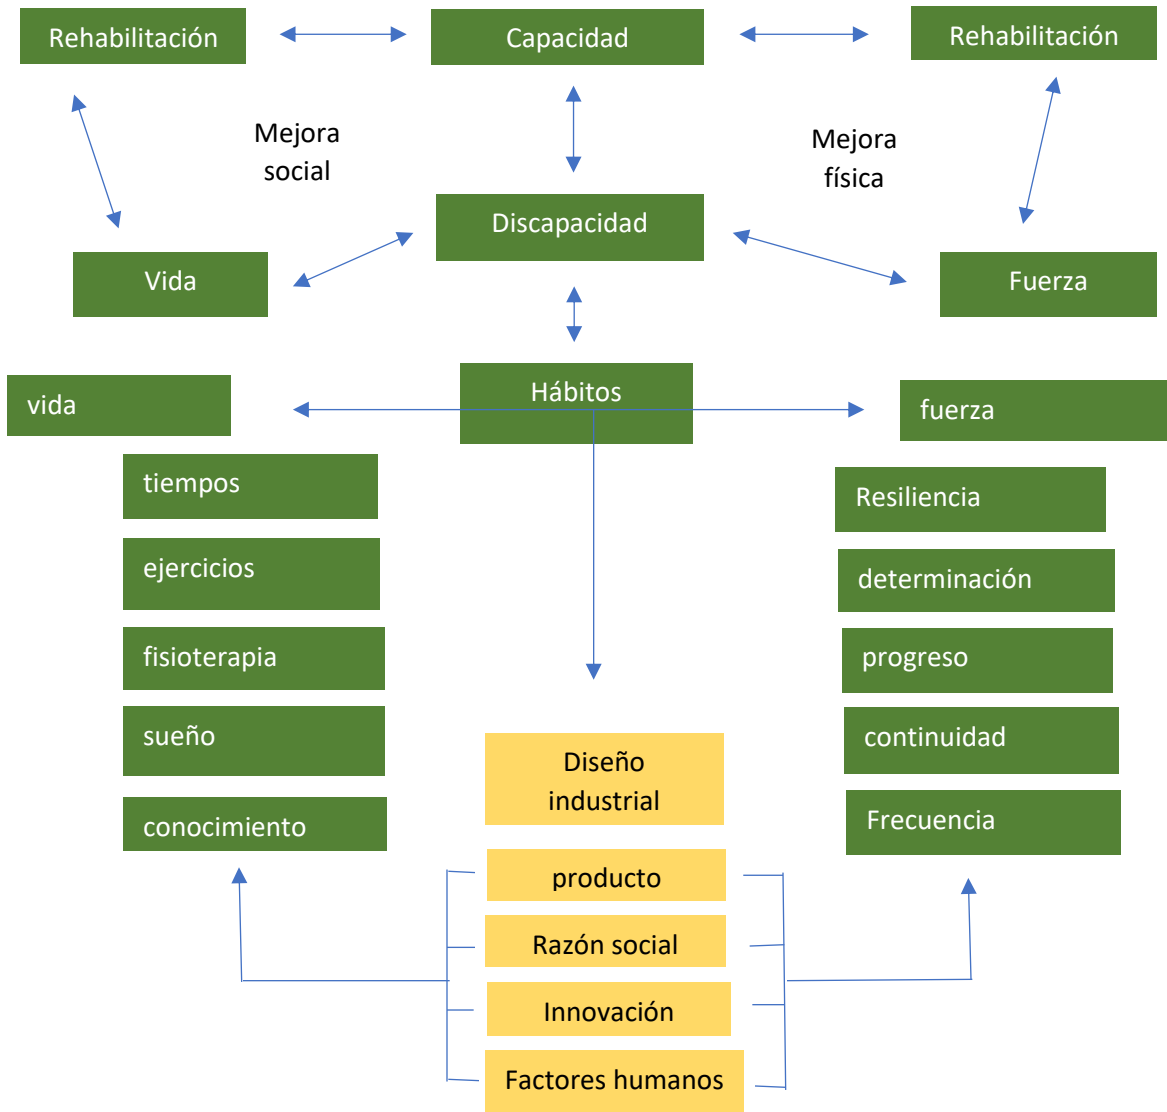 Rehabilitación
Capacidad
Rehabilitación
Mejora
social
Mejora
física
Discapacidad
Vida
Fuerza
Hábitos
vida
fuerza
tiempos
ejercicios
fisioterapia
sueño
conocimiento
Resiliencia
determinación
progreso
continuidad
Frecuencia
Diseño
industrial
producto
Razón social
Innovación
Factores humanos